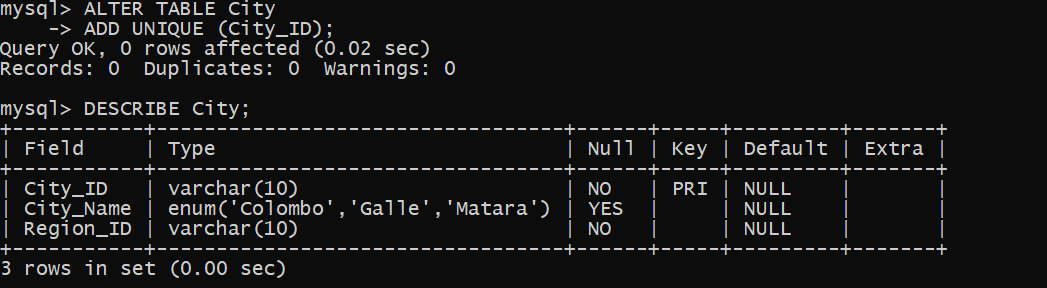 mysql> ALTER TABLE City
    -> ADD UNIQUE (City_ID);
Query OK, 0 rows affected (0.02 sec)
Records: 0  Duplicates: 0  Warnings: 0

mysql> DESCRIBE City;
+-----------+----------------------------------+------+-----+---------+-------+
| Field     | Type                             | Null | Key | Default | Extra |
+-----------+----------------------------------+------+-----+---------+-------+
| City_ID   | varchar(10)                      | NO   | PRI | NULL    |       |
| City_Name | enum('Colombo','Galle','Matara') | YES  |     | NULL    |       |
| Region_ID | varchar(10)                      | NO   |     | NULL    |       |
+-----------+----------------------------------+------+-----+---------+-------+
3 rows in set (0.00 sec)